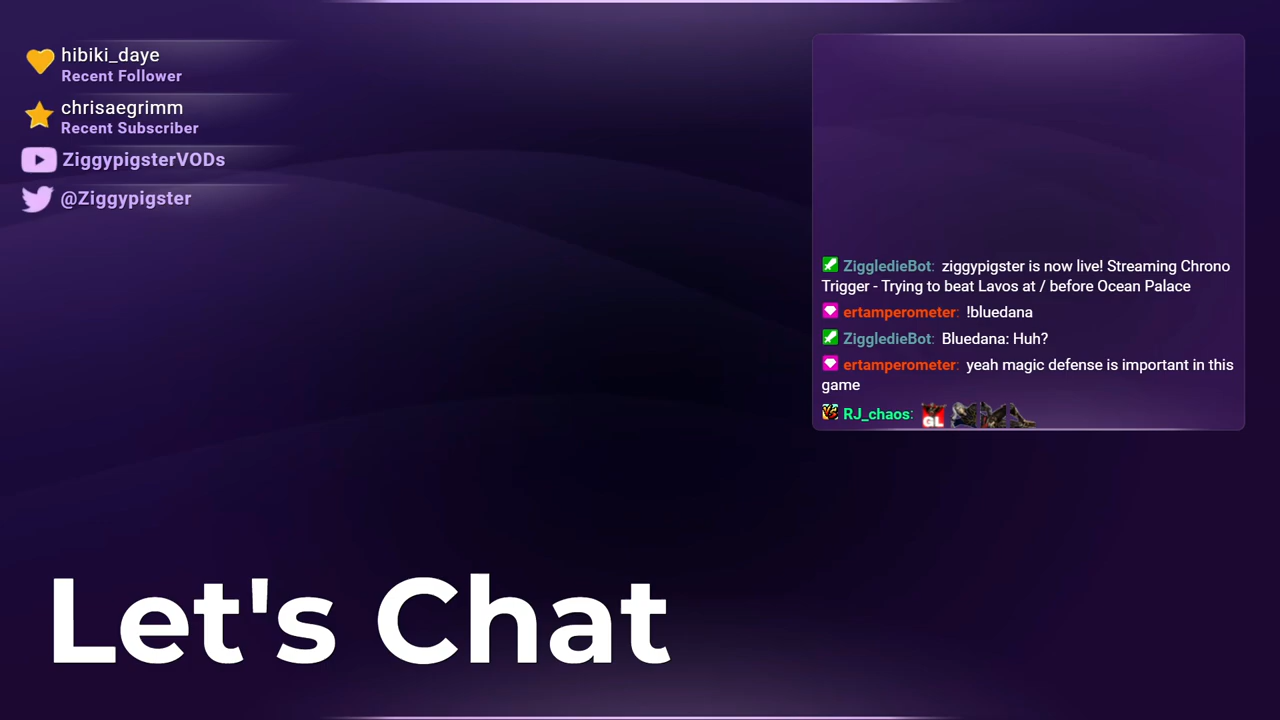 hibiki_daye
Recent Follower
chrisaegrimm
Recent Subscriber
ZiggypigsterVODs
@Ziggypigster
ZiggledieBot: ziggypigster is now live! Streaming Chrono
Trigger - Trying to beat Lavos at / before Ocean Palace
ertamperometer: !bluedana
ZiggledieBot: Bluedana: Huh?
ertamperometer: yeah magic defense is important in this
game
RJ_chaos: GL
Let's Chat